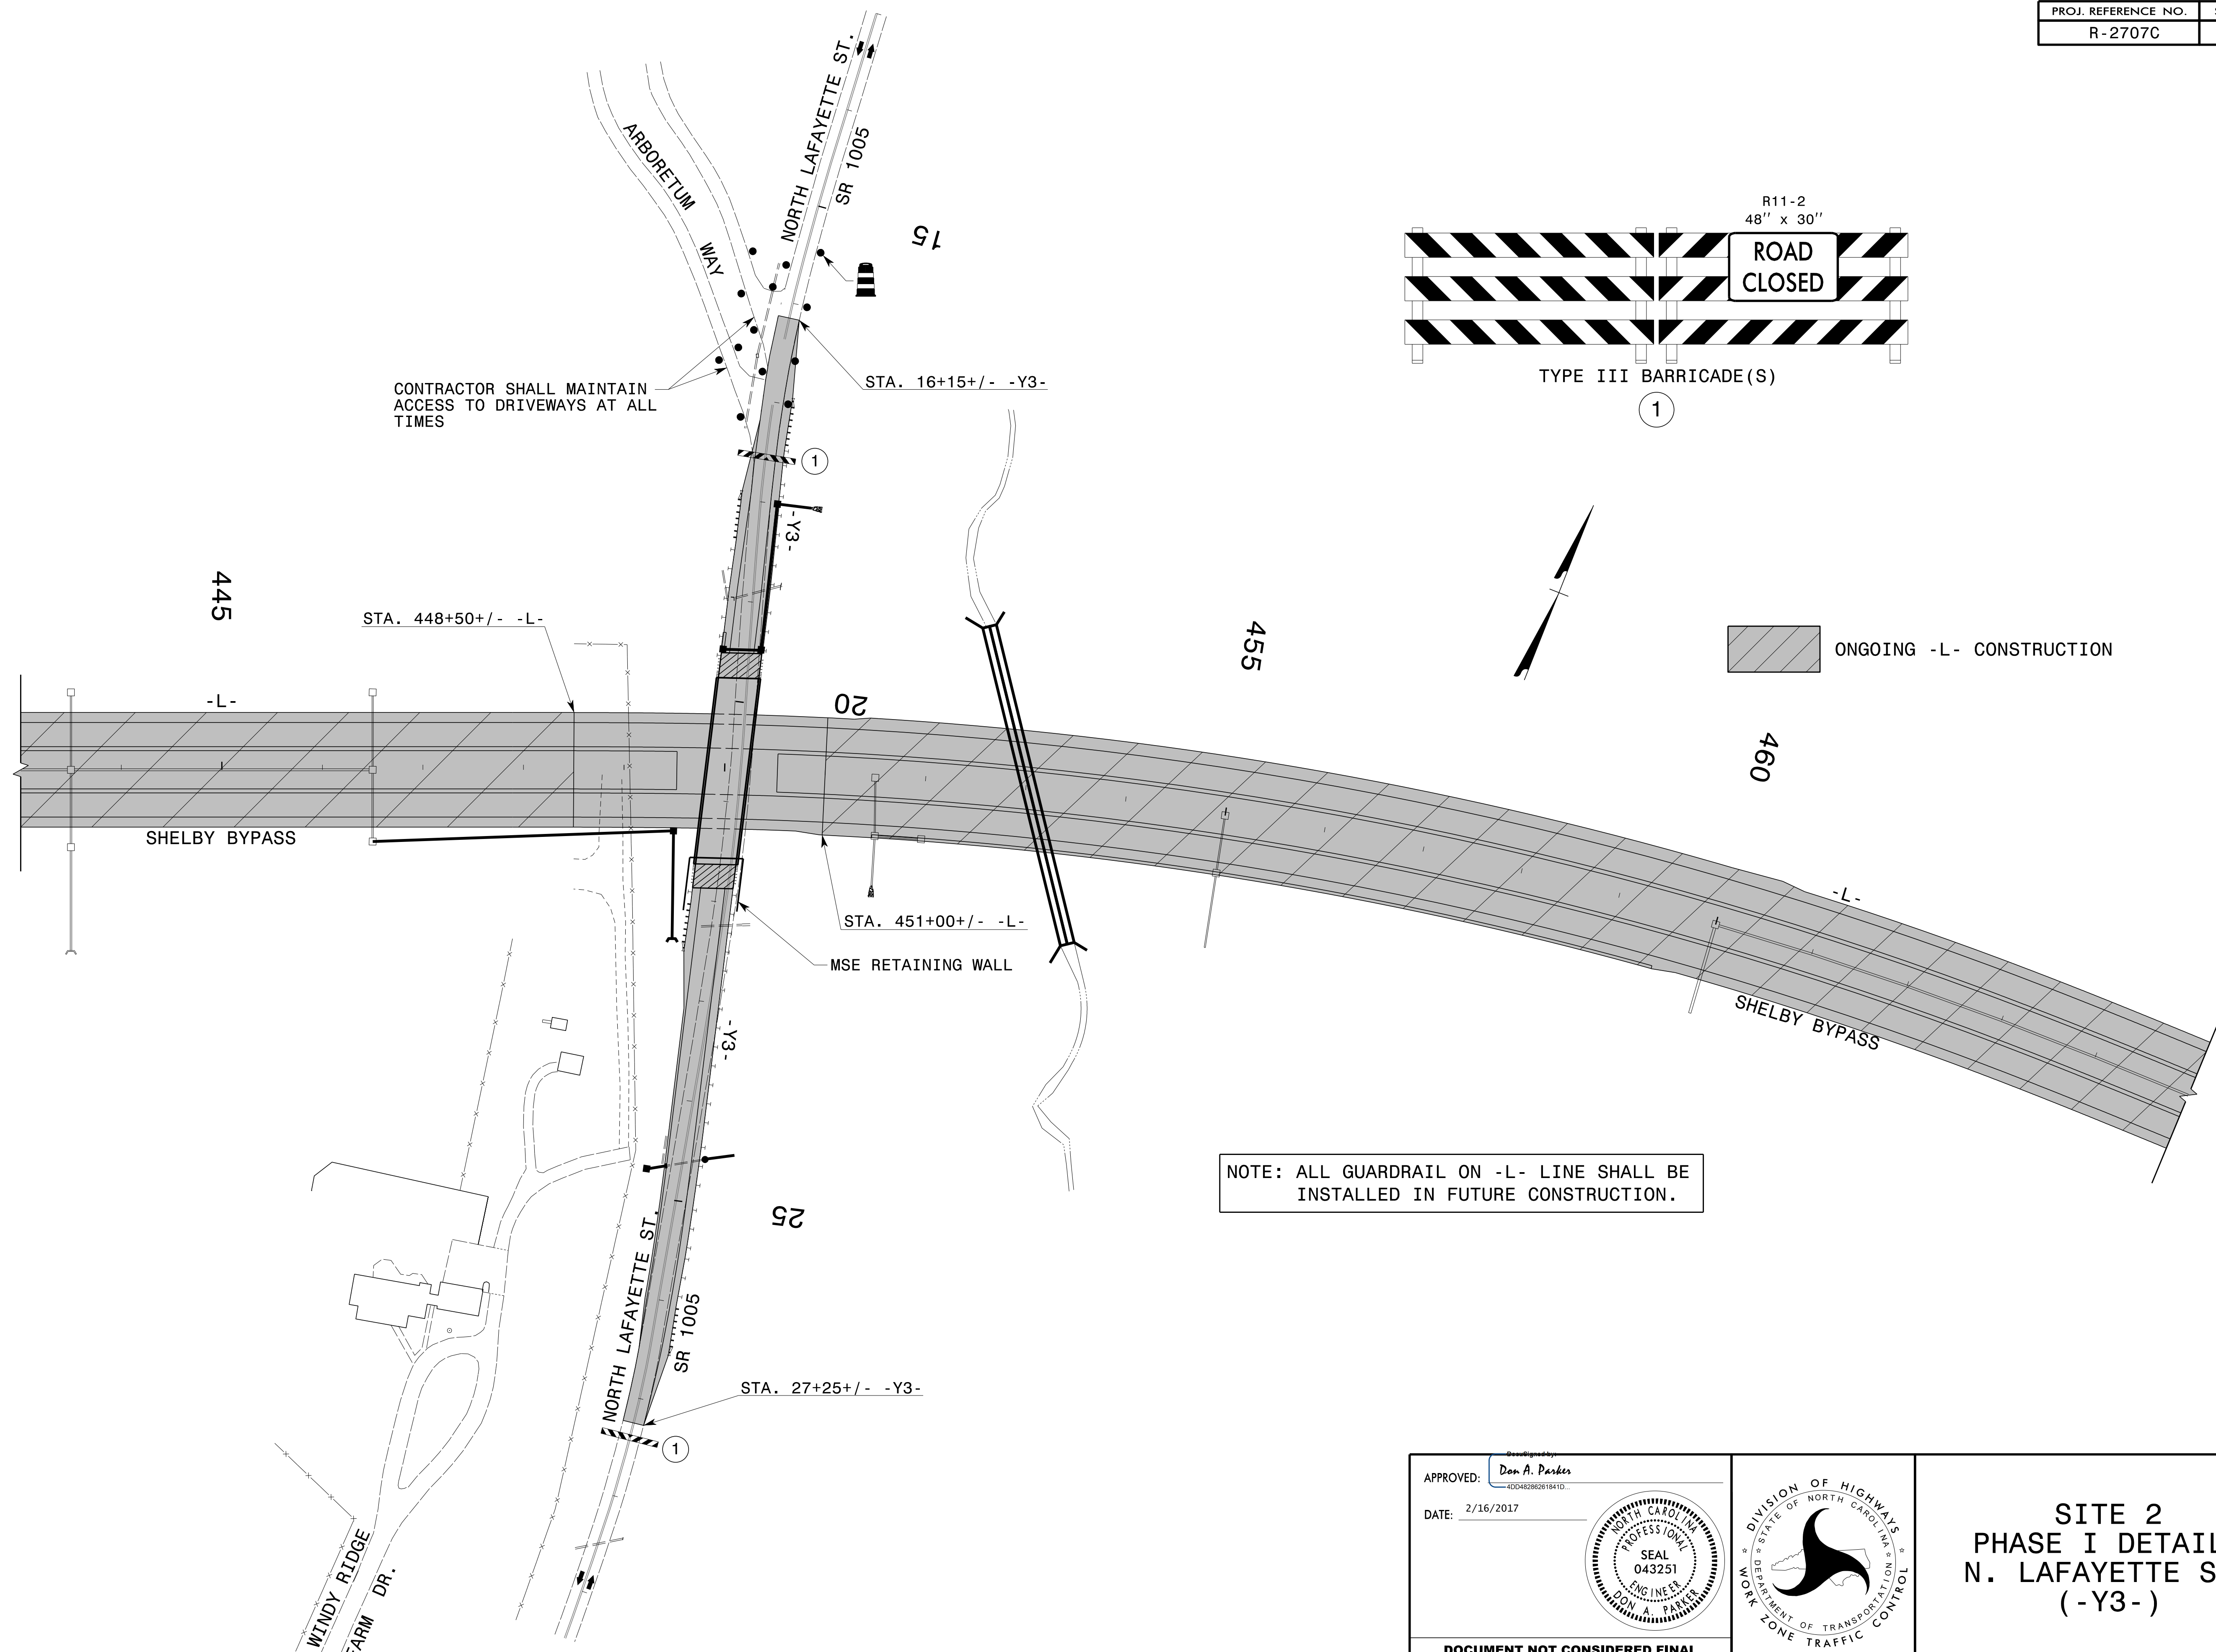 PROJ. REFERENCE NO.
R-2707C
NORTH LAFAYETTE ST.
SR 1005
ARBORETUM
WAY
15
R11-2
48" x 30"
ROAD
CLOSED
TYPE III BARRICADE(S)
1
CONTRACTOR SHALL MAINTAIN
ACCESS TO DRIVEWAYS AT ALL
TIMES
STA. 16+15+/- -Y3-
1
-Y3-
445
STA. 448+50+/- -L-
455
ONGOING -L- CONSTRUCTION
-L-
20
460
SHELBY BYPASS
-L-
STA. 451+00+/- -L-
MSE RETAINING WALL
SHELBY BYPASS
-Y3-
NOTE: ALL GUARDRAIL ON -L- LINE SHALL BE
INSTALLED IN FUTURE CONSTRUCTION.
25
NORTH LAFAYETTE ST.
SR 1005
STA. 27+25+/- -Y3-
1
WINDY RIDGE
FARM DR.
APPROVED:
DocuSigned by:
Don A. Parker
4DD48286261841D...
DATE: 2/16/2017
NORTH CAROLINA
PROFESSIONAL
SEAL
043251
ENGINEER
DON A. PARKER
DOCUMENT NOT CONSIDERED FINAL
DIVISION OF HIGHWAYS
STATE OF NORTH CAROLINA
DEPARTMENT OF TRANSPORTATION
WORK ZONE TRAFFIC CONTROL
SITE 2
PHASE I DETAIL
N. LAFAYETTE S
(-Y3-)